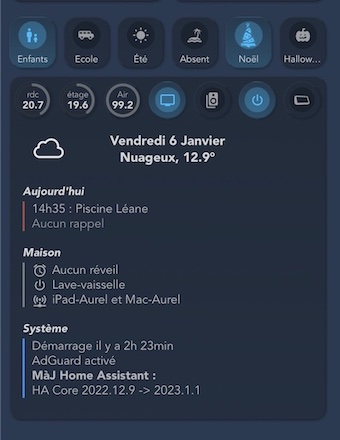 Enfants
Ecole
Été
Absent
Noël
Hallow...
rdc
20.7
étage
19.6
Air
99.2
Vendredi 6 Janvier
Nuageux, 12.9°
Aujourd'hui
14h35 : Piscine Léane
Aucun rappel
Maison
Aucun réveil
Lave-vaisselle
iPad-Aurel et Mac-Aurel
Système
Démarrage il y a 2h 23min
AdGuard activé
MàJ Home Assistant :
HA Core 2022.12.9 -> 2023.1.1